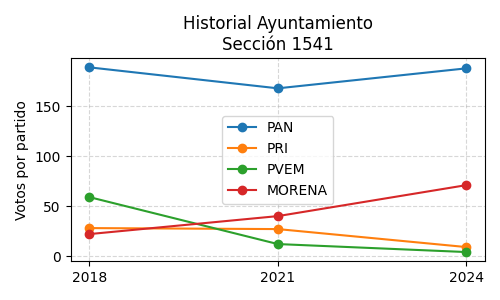 Historial Ayuntamiento
Sección 1541
Votos por partido
150
100
50
0
PAN
PRI
PVEM
MORENA
2018
2021
2024